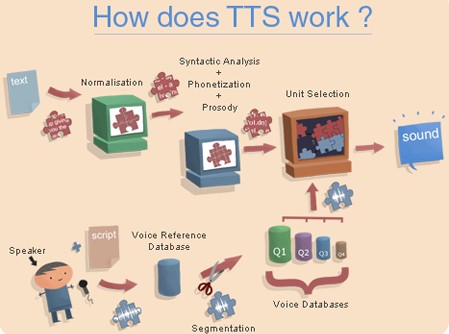 How does TTS work ?
Syntactic Analysis
+
Phonetization
+
Prosody
Normalisation
Unit Selection
text
sound
Speaker
script
Voice Reference
Database
Q1
Q2
Q3
Q4
Segmentation
Voice Databases